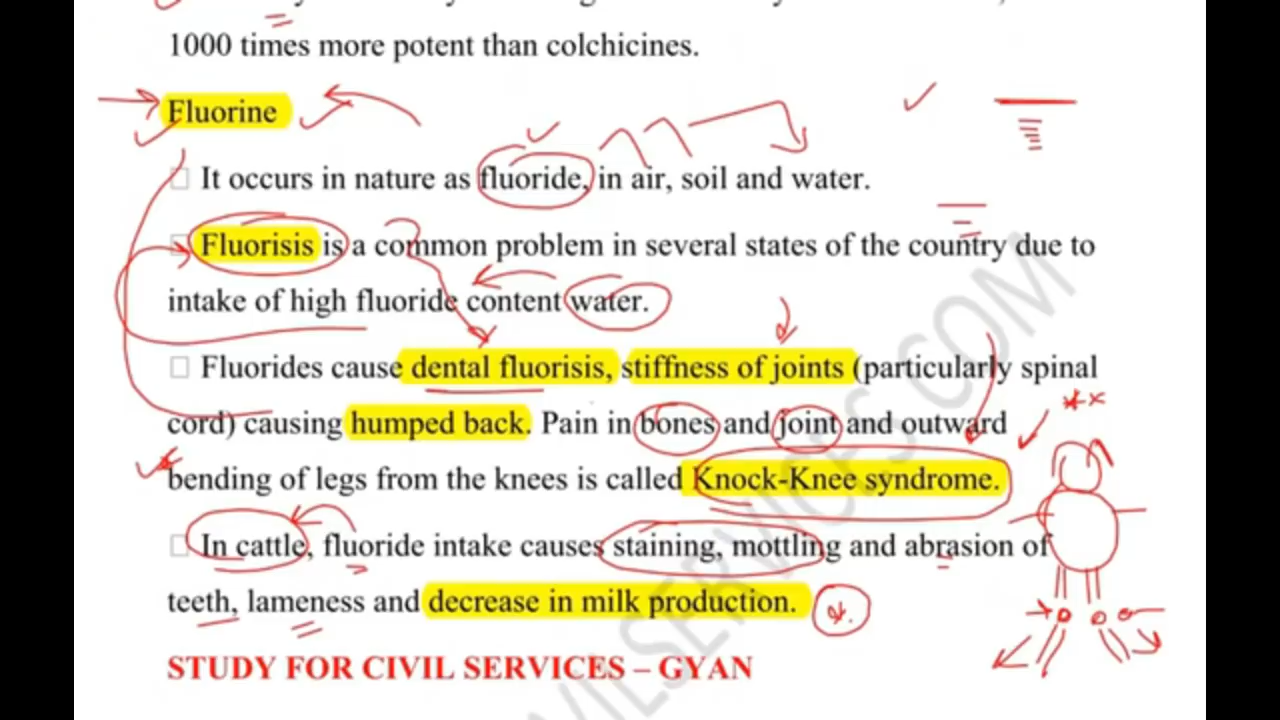 1000 times more potent than colchicines.
Fluorine
It occurs in nature as fluoride, in air, soil and water.
Fluorisis is a common problem in several states of the country due to
intake of high fluoride content water.
Fluorides cause dental fluorisis, stiffness of joints (particularly spinal
cord) causing humped back. Pain in bones and joint and outward
bending of legs from the knees is called Knock-Knee syndrome.
In cattle, fluoride intake causes staining, mottling and abrasion of
teeth, lameness and decrease in milk production.
STUDY FOR CIVIL SERVICES – GYAN
VILSERVICES.COM